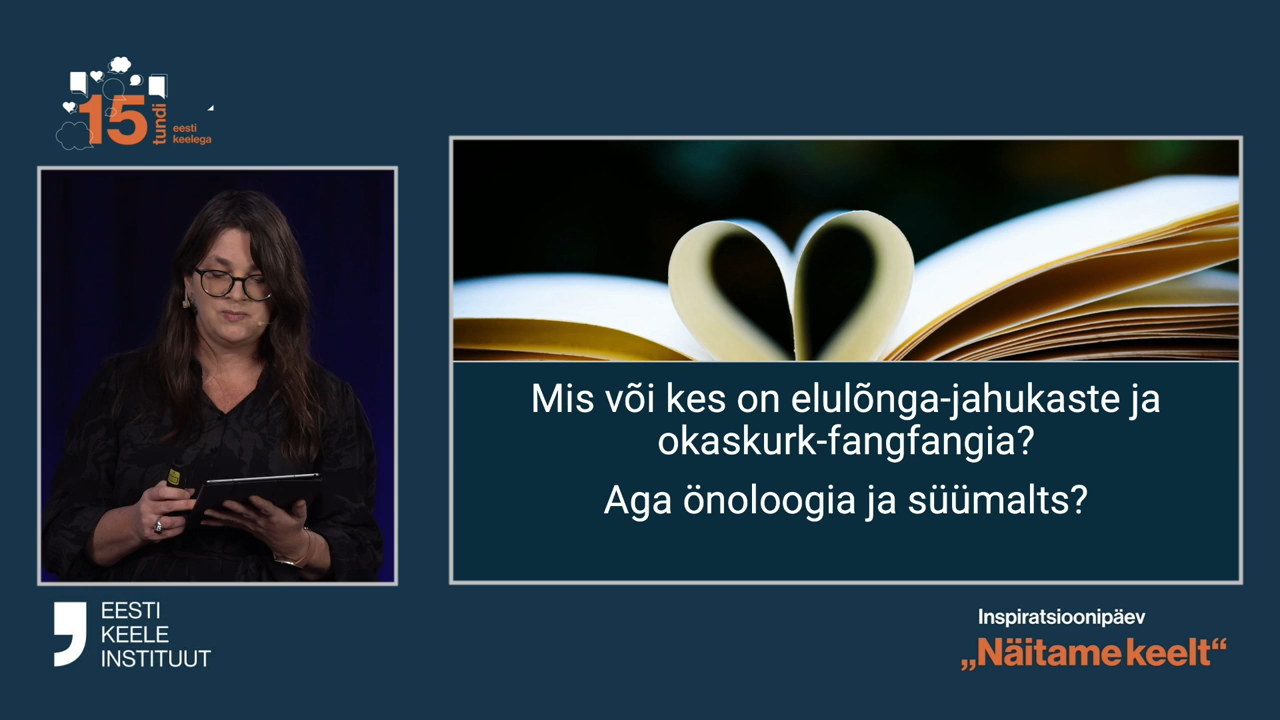 15
tundi
eesti
keelega
Mis või kes on elulõnga-jahukaste ja
okaskurk-fangfangia?
Aga önoloogia ja süümalts?
EESTI
KEELE
INSTITUUT
Inspiratsioonipäev
„Näitame keelt“